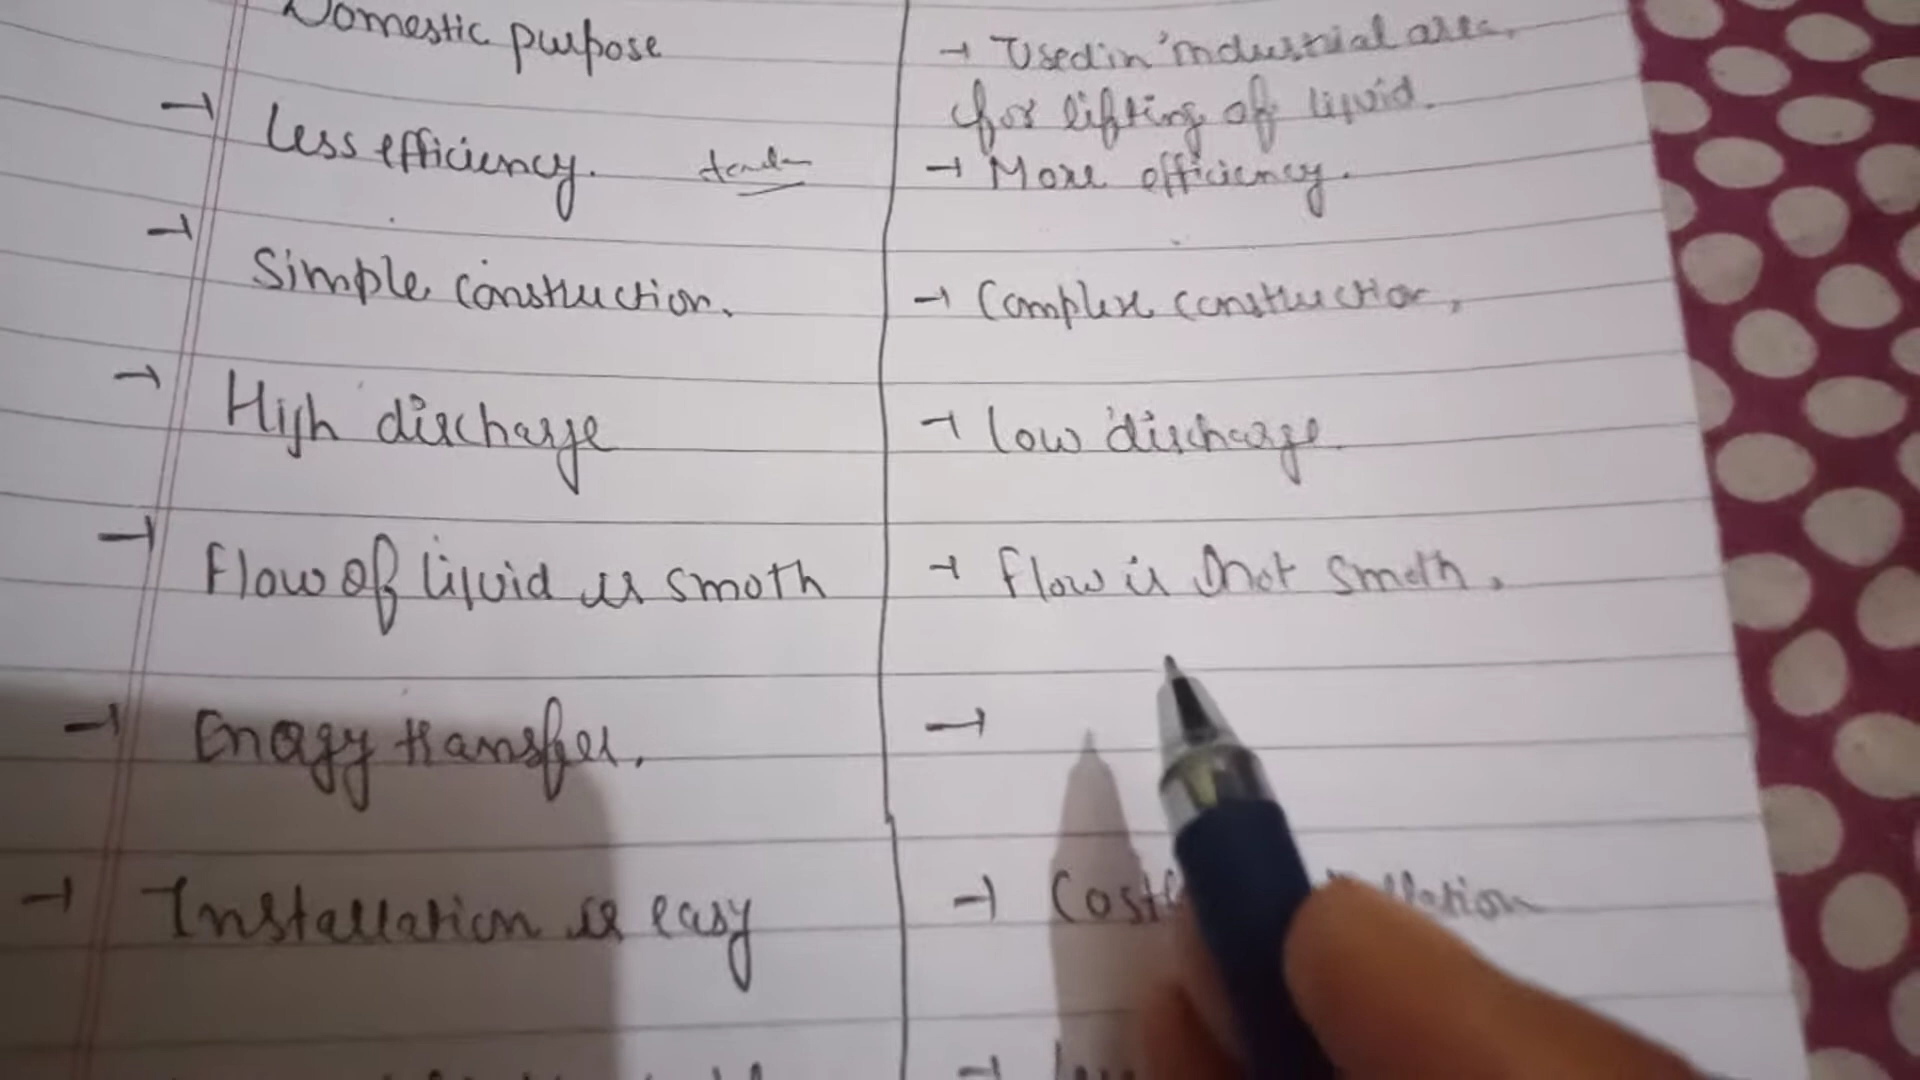 Domestic purpose
→ Less efficiency.
→ Simple construction.
→ High discharge
→ Flow of liquid is smoth
→ Energy transfer.
→ Installation is easy
→ Used in industrial area.
for lifting of liquid.
→ More efficiency.
→ Complex construction,
→ Low discharge.
→ Flow is not smoth.
→
→